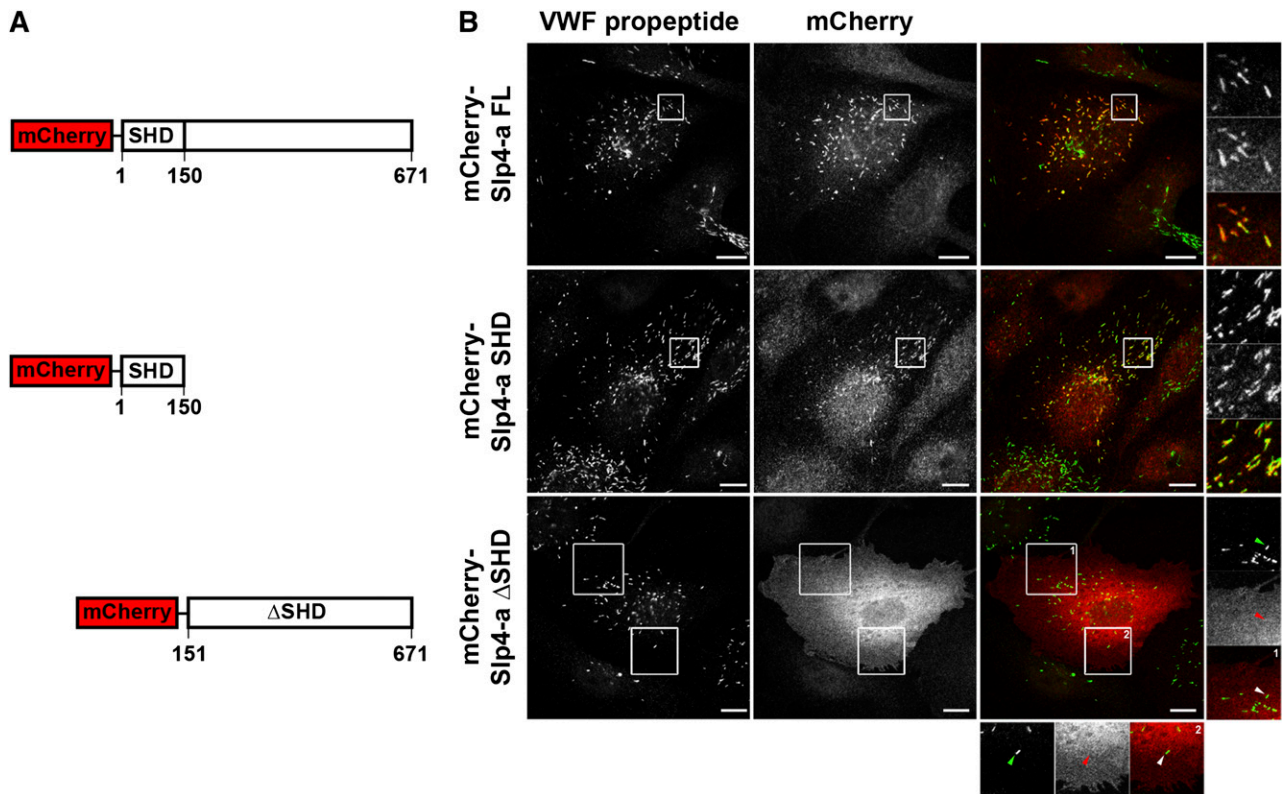 A
mCherry SHD
1 150 671
mCherry SHD
1 150
mCherry ΔSHD
151 671
B
VWF propeptide mCherry
mCherry-
Slp4-a FL
mCherry-
Slp4-a SHD
mCherry-
Slp4-a ΔSHD
1
2
1
2